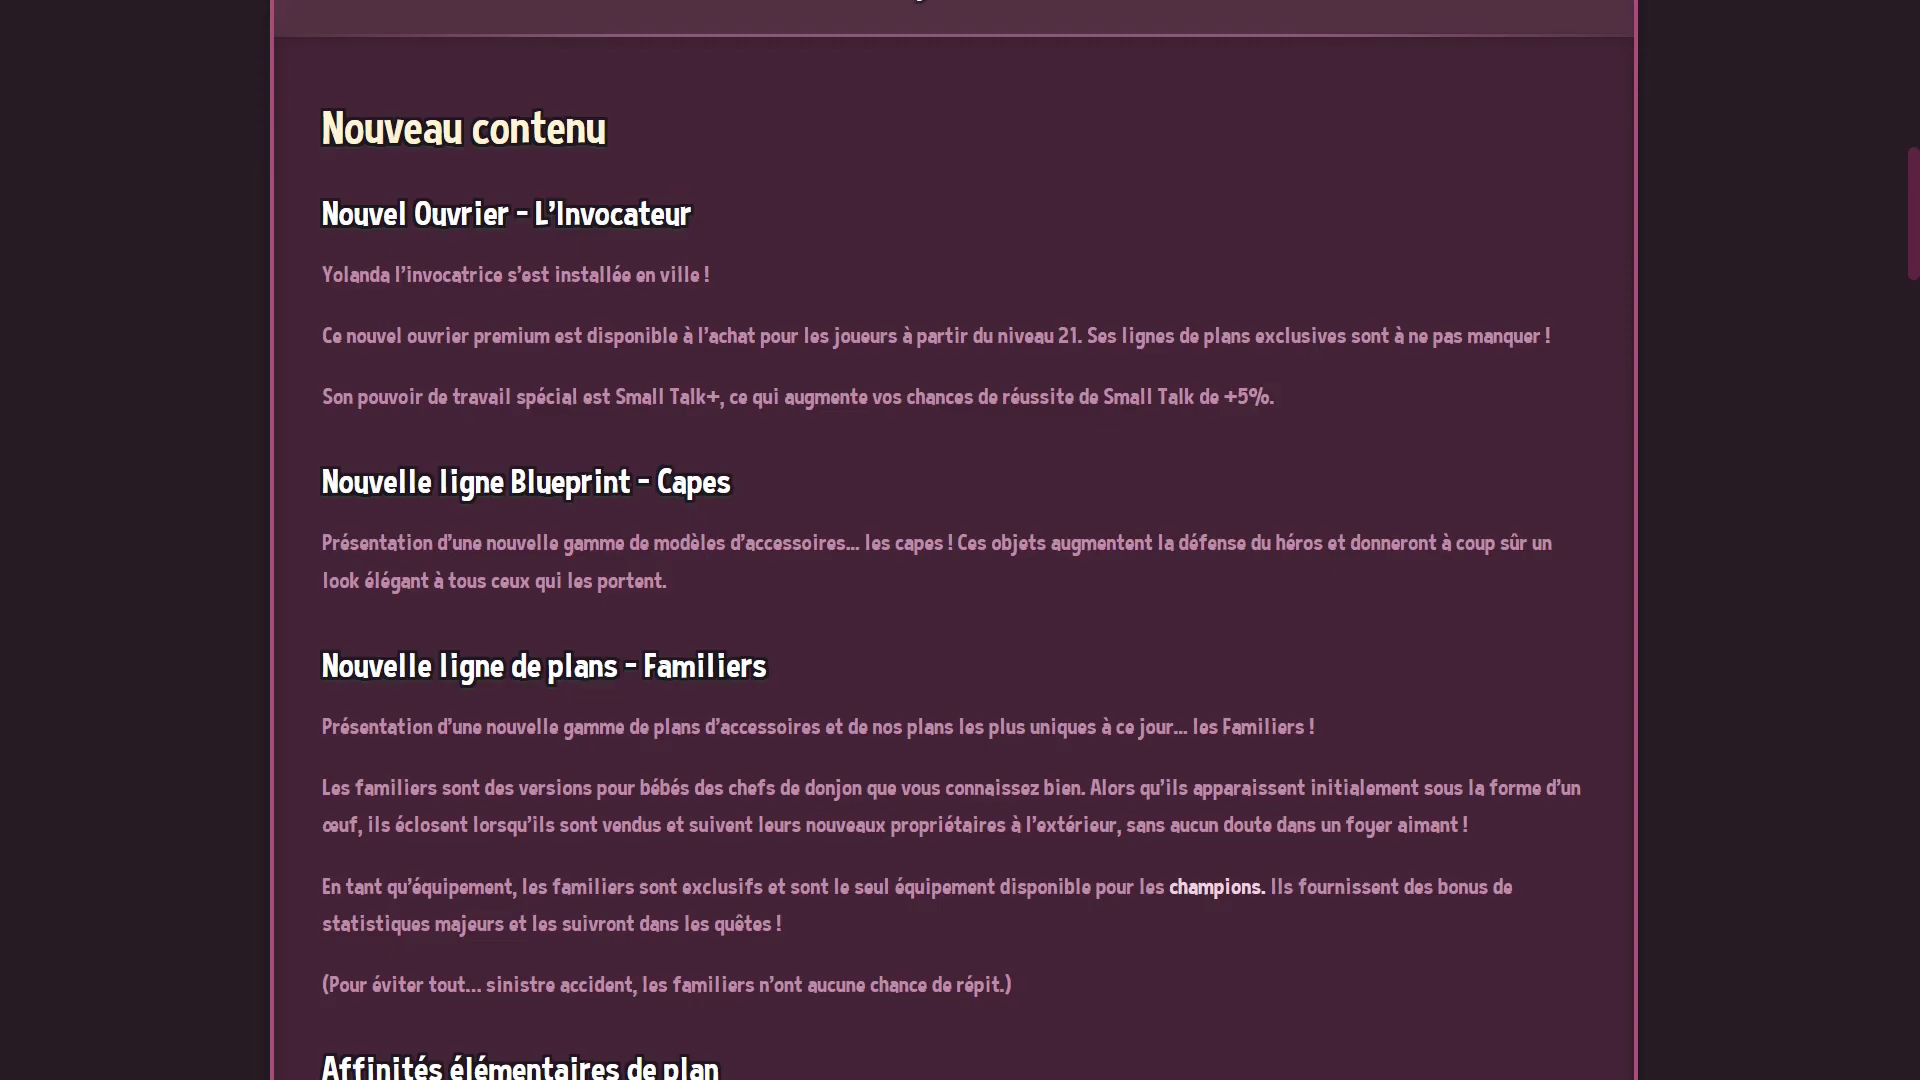 Nouveau contenu
Nouvel Ouvrier – L’Invocateur
Yolanda l’invocatrice s’est installée en ville !
Ce nouvel ouvrier premium est disponible à l’achat pour les joueurs à partir du niveau 21. Ses lignes de plans exclusives sont à ne pas manquer !
Son pouvoir de travail spécial est Small Talk+, ce qui augmente vos chances de réussite de Small Talk de +5%.
Nouvelle ligne Blueprint – Capes
Présentation d’une nouvelle gamme de modèles d’accessoires… les capes ! Ces objets augmentent la défense du héros et donneront à coup sûr un
look élégant à tous ceux qui les portent.
Nouvelle ligne de plans – Familiers
Présentation d’une nouvelle gamme de plans d’accessoires et de nos plans les plus uniques à ce jour… les Familiers !
Les familiers sont des versions pour bébés des chefs de donjon que vous connaissez bien. Alors qu’ils apparaissent initialement sous la forme d’un
œuf, ils éclosent lorsqu’ils sont vendus et suivent leurs nouveaux propriétaires à l’extérieur, sans aucun doute dans un foyer aimant !
En tant qu’équipement, les familiers sont exclusifs et sont le seul équipement disponible pour les champions. Ils fournissent des bonus de
statistiques majeurs et les suivront dans les quêtes !
(Pour éviter tout… sinistre accident, les familiers n’ont aucune chance de répit.)
Affinités élémentaires de plan